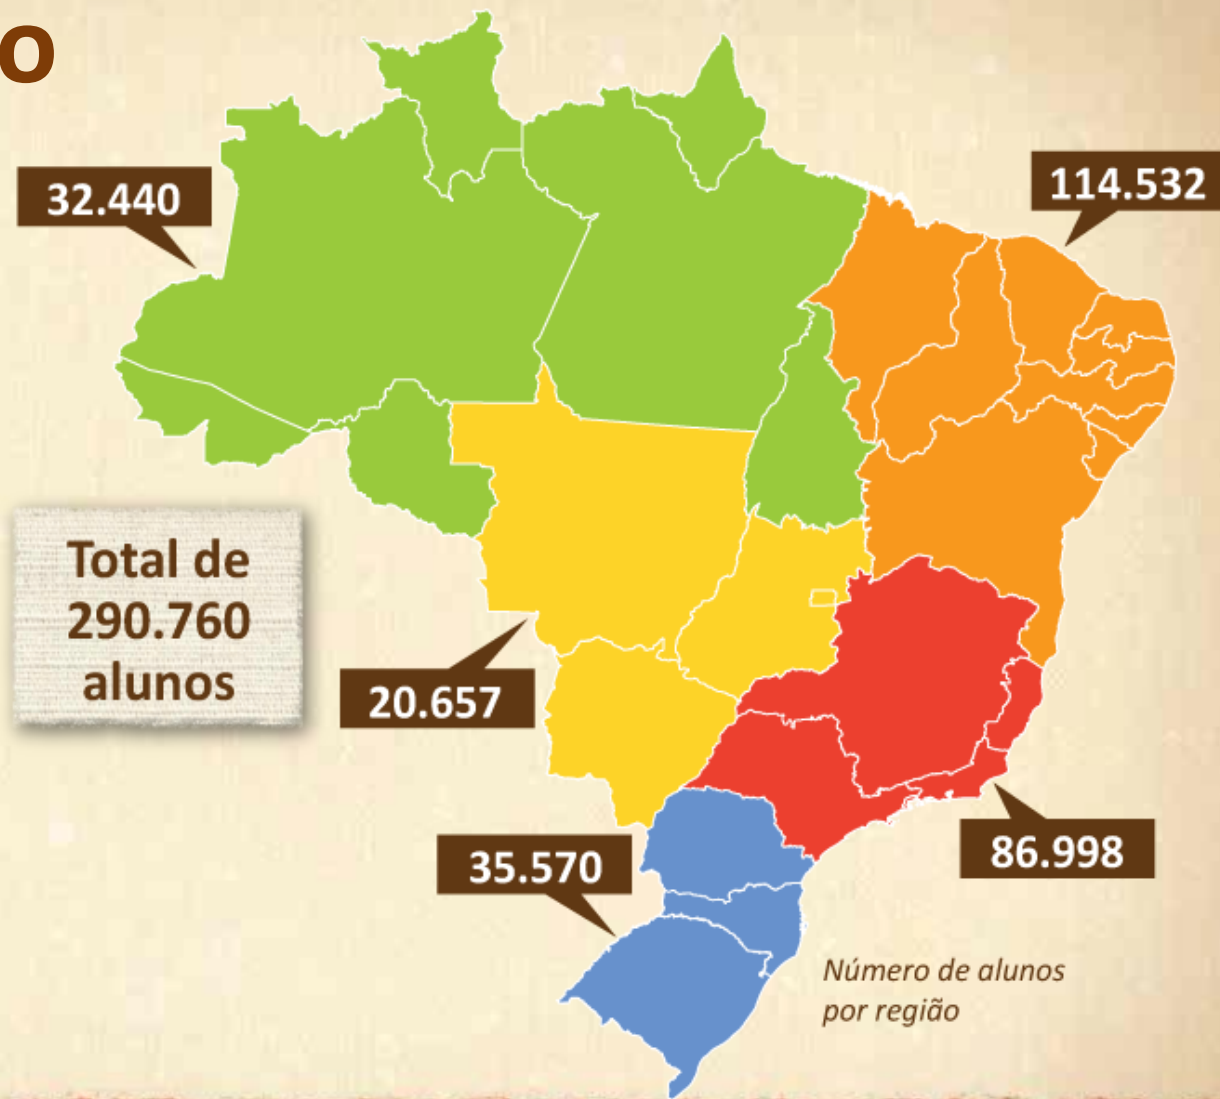 o
32.440
114.532
Total de
290.760
alunos
20.657
35.570
86.998
Número de alunos
por região